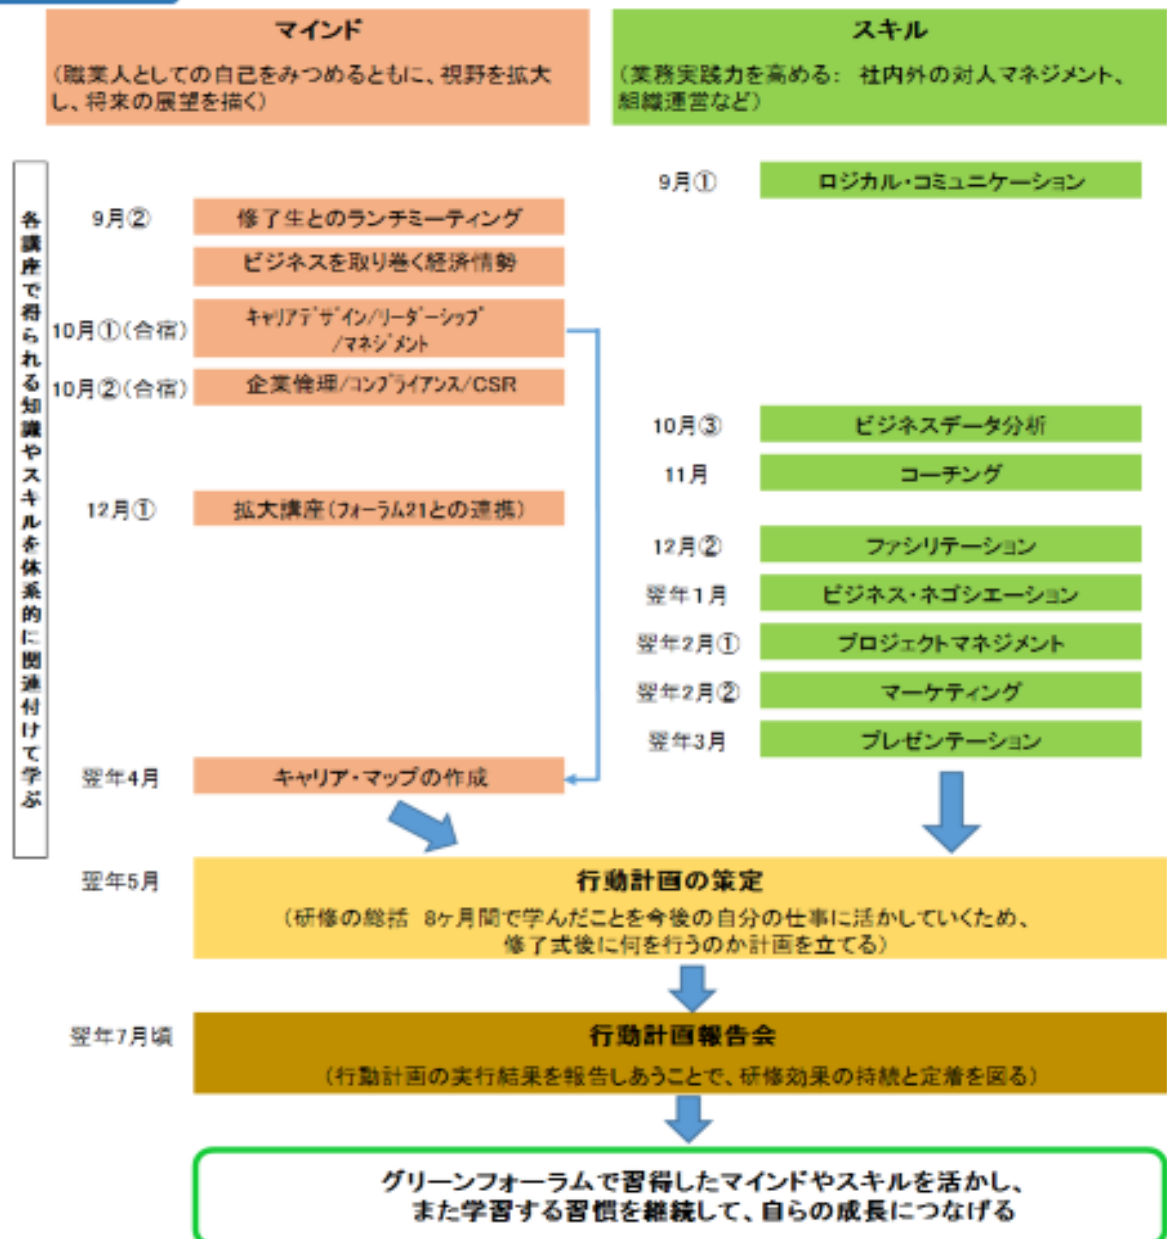 マインド
(職業人としての自己をみつめるともに、視野を拡大
し、将来の展望を描く)
スキル
(業務実践力を高める: 社内外の対人マネジメント、
組織運営など)
各講座で得られる知識やスキルを体系的に関連付けて学ぶ
9月①
ロジカル・コミュニケーション
9月②
修了生とのランチミーティング
ビジネスを取り巻く経済情勢
10月①(合宿)
キャリアデザイン/リーダーシップ
/マネジメント
10月②(合宿)
企業倫理/コンプライアンス/CSR
10月③
ビジネスデータ分析
11月
コーチング
12月①
拡大講座(フォーラム21との連携)
12月②
ファシリテーション
翌年1月
ビジネス・ネゴシエーション
翌年2月①
プロジェクトマネジメント
翌年2月②
マーケティング
翌年3月
プレゼンテーション
翌年4月
キャリア・マップの作成
翌年5月
行動計画の策定
(研修の総括 8ヶ月間で学んだことを今後の自分の仕事に活かしていくため、
修了式後に何を行うのか計画を立てる)
翌年7月頃
行動計画報告会
(行動計画の実行結果を報告しあうことで、研修効果の持続と定着を図る)
グリーンフォーラムで習得したマインドやスキルを活かし、
また学習する習慣を継続して、自らの成長につなげる